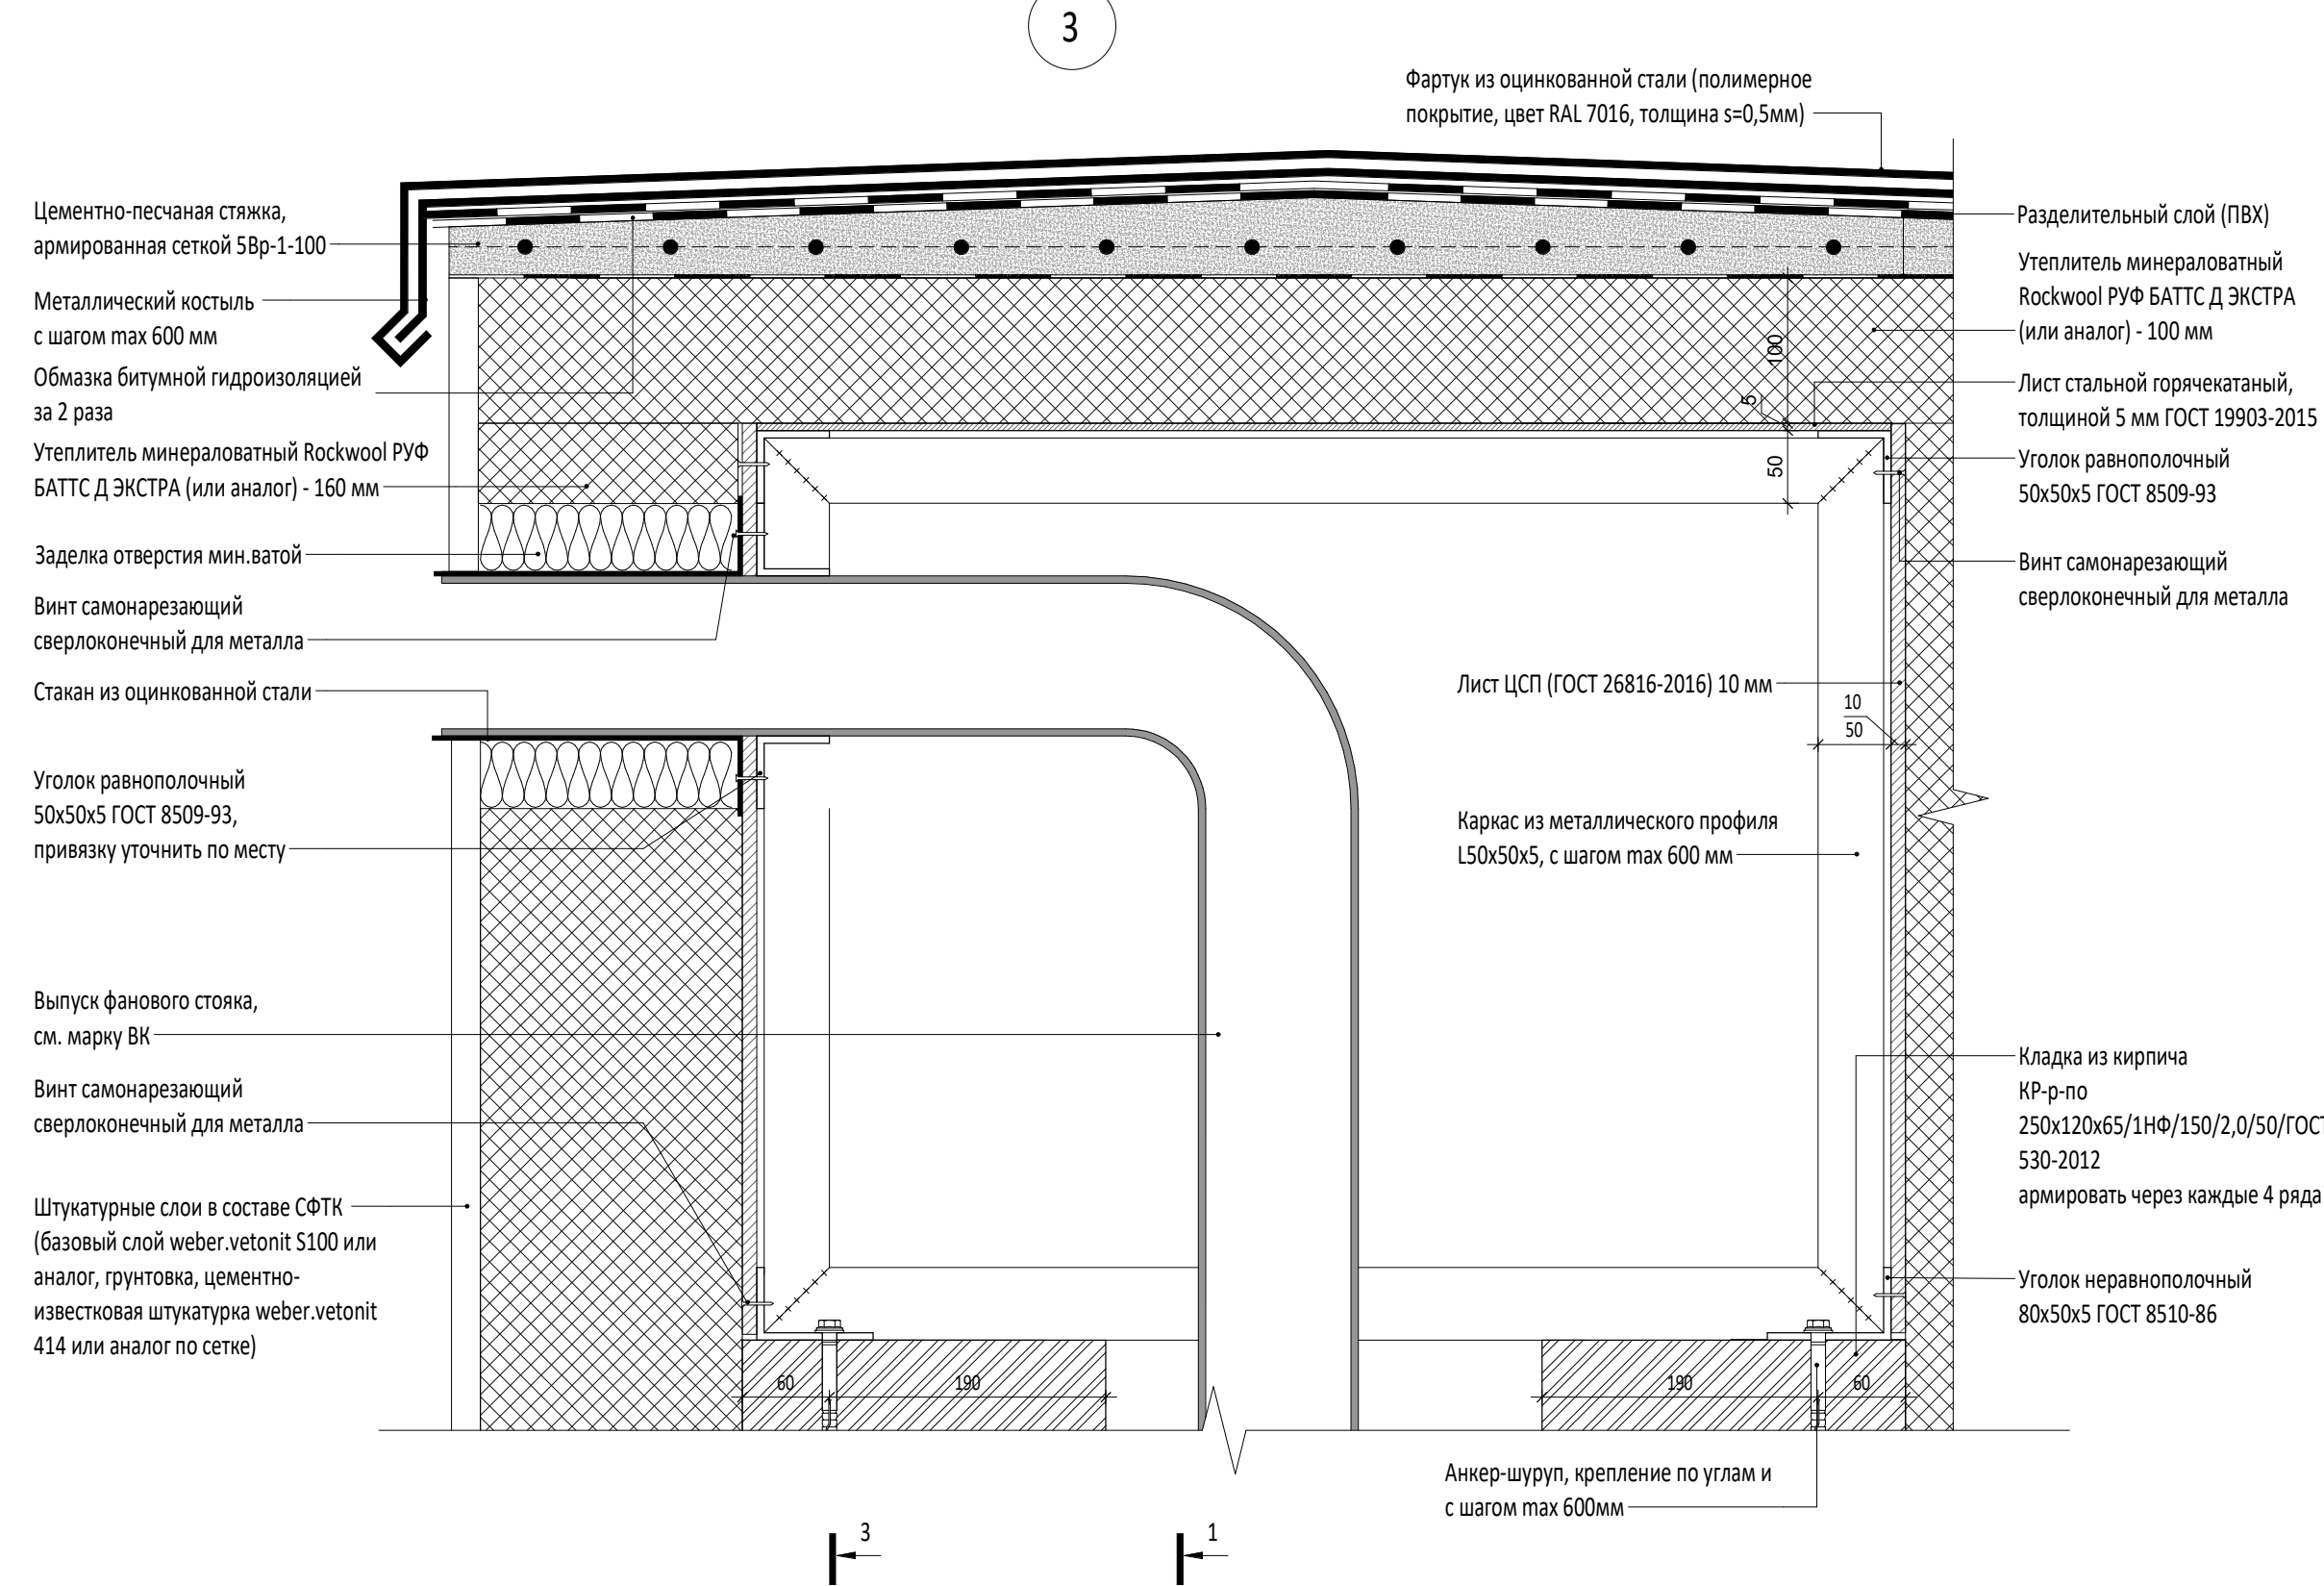 3
Фартук из оцинкованной стали (полимерное
покрытие, цвет RAL 7016, толщина s=0,5мм)
Цементно-песчаная стяжка,
армированная сеткой 5Вр-1-100
Металлический костыль
с шагом max 600 мм
Обмазка битумной гидроизоляцией
за 2 раза
Утеплитель минераловатный Rockwool РУФ
БАТТС Д ЭКСТРА (или аналог) - 160 мм
Заделка отверстия мин.ватой
Винт самонарезающий
сверлоконечный для металла
Стакан из оцинкованной стали
Уголок равнополочный
50х50х5 ГОСТ 8509-93,
привязку уточнить по месту
Выпуск фанового стояка,
см. марку ВК
Винт самонарезающий
сверлоконечный для металла
Штукатурные слои в составе СФТК
(базовый слой weber.vetonit S100 или
аналог, грунтовка, цементно-
известковая штукатурка weber.vetonit
414 или аналог по сетке)
100
5
50
Лист ЦСП (ГОСТ 26816-2016) 10 мм
10
50
Каркас из металлического профиля
L50х50х5, с шагом max 600 мм
60
190
190
60
Анкер-шуруп, крепление по углам и
с шагом max 600мм
Разделительный слой (ПВХ)
Утеплитель минераловатный
Rockwool РУФ БАТТС Д ЭКСТРА
(или аналог) - 100 мм
Лист стальной горячекатаный,
толщиной 5 мм ГОСТ 19903-2015
Уголок равнополочный
50х50х5 ГОСТ 8509-93
Винт самонарезающий
сверлоконечный для металла
Кладка из кирпича
КР-р-по
250х120х65/1НФ/150/2,0/50/ГОСТ
530-2012
армировать через каждые 4 ряда
Уголок неравнополочный
80х50х5 ГОСТ 8510-86
3
1